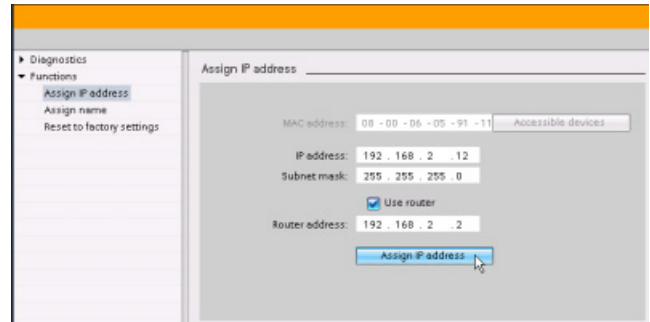 Diagnostics
Functions
Assign IP address
Assign name
Reset to factory settings
Assign IP address
MAC address: 08 - 00 - 06 - 05 - 91 - 11 Accessible devices
IP address: 192 . 168 . 2 . 12
Subnet mask: 255 . 255 . 255 . 0
Use router
Router address: 192 . 168 . 2 . 2
Assign IP address